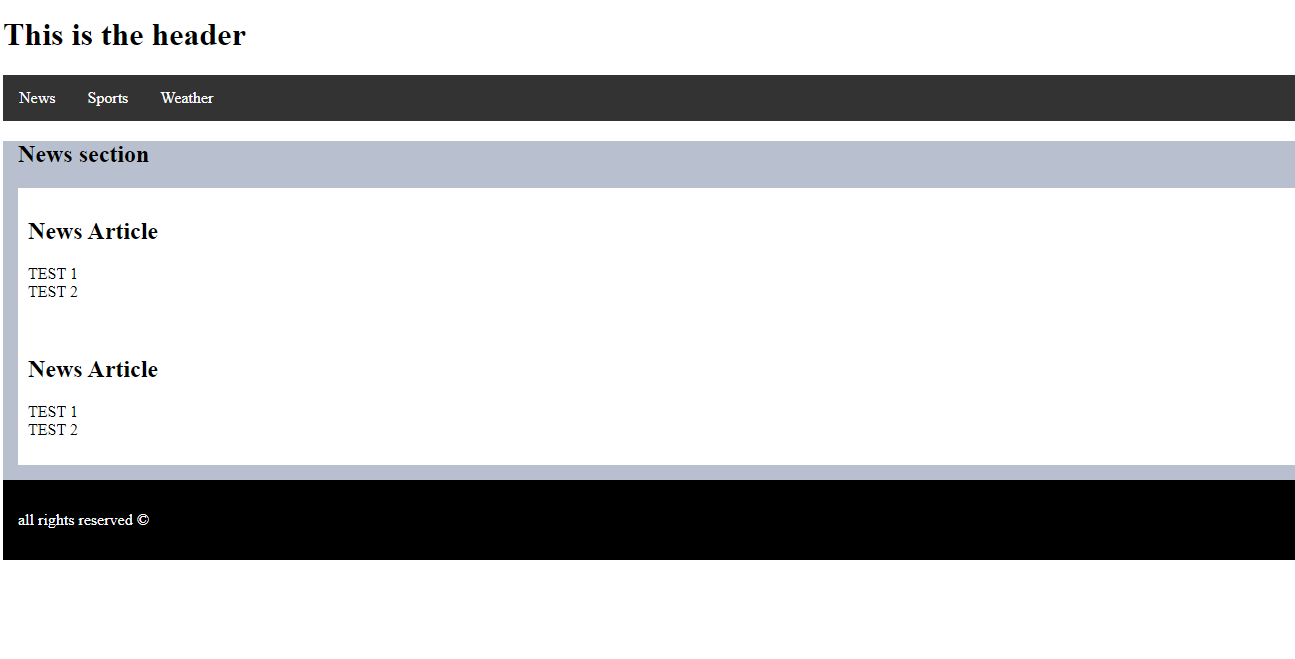 This is the header
News Sports Weather
News section
News Article
TEST 1
TEST 2
News Article
TEST 1
TEST 2
all rights reserved ©